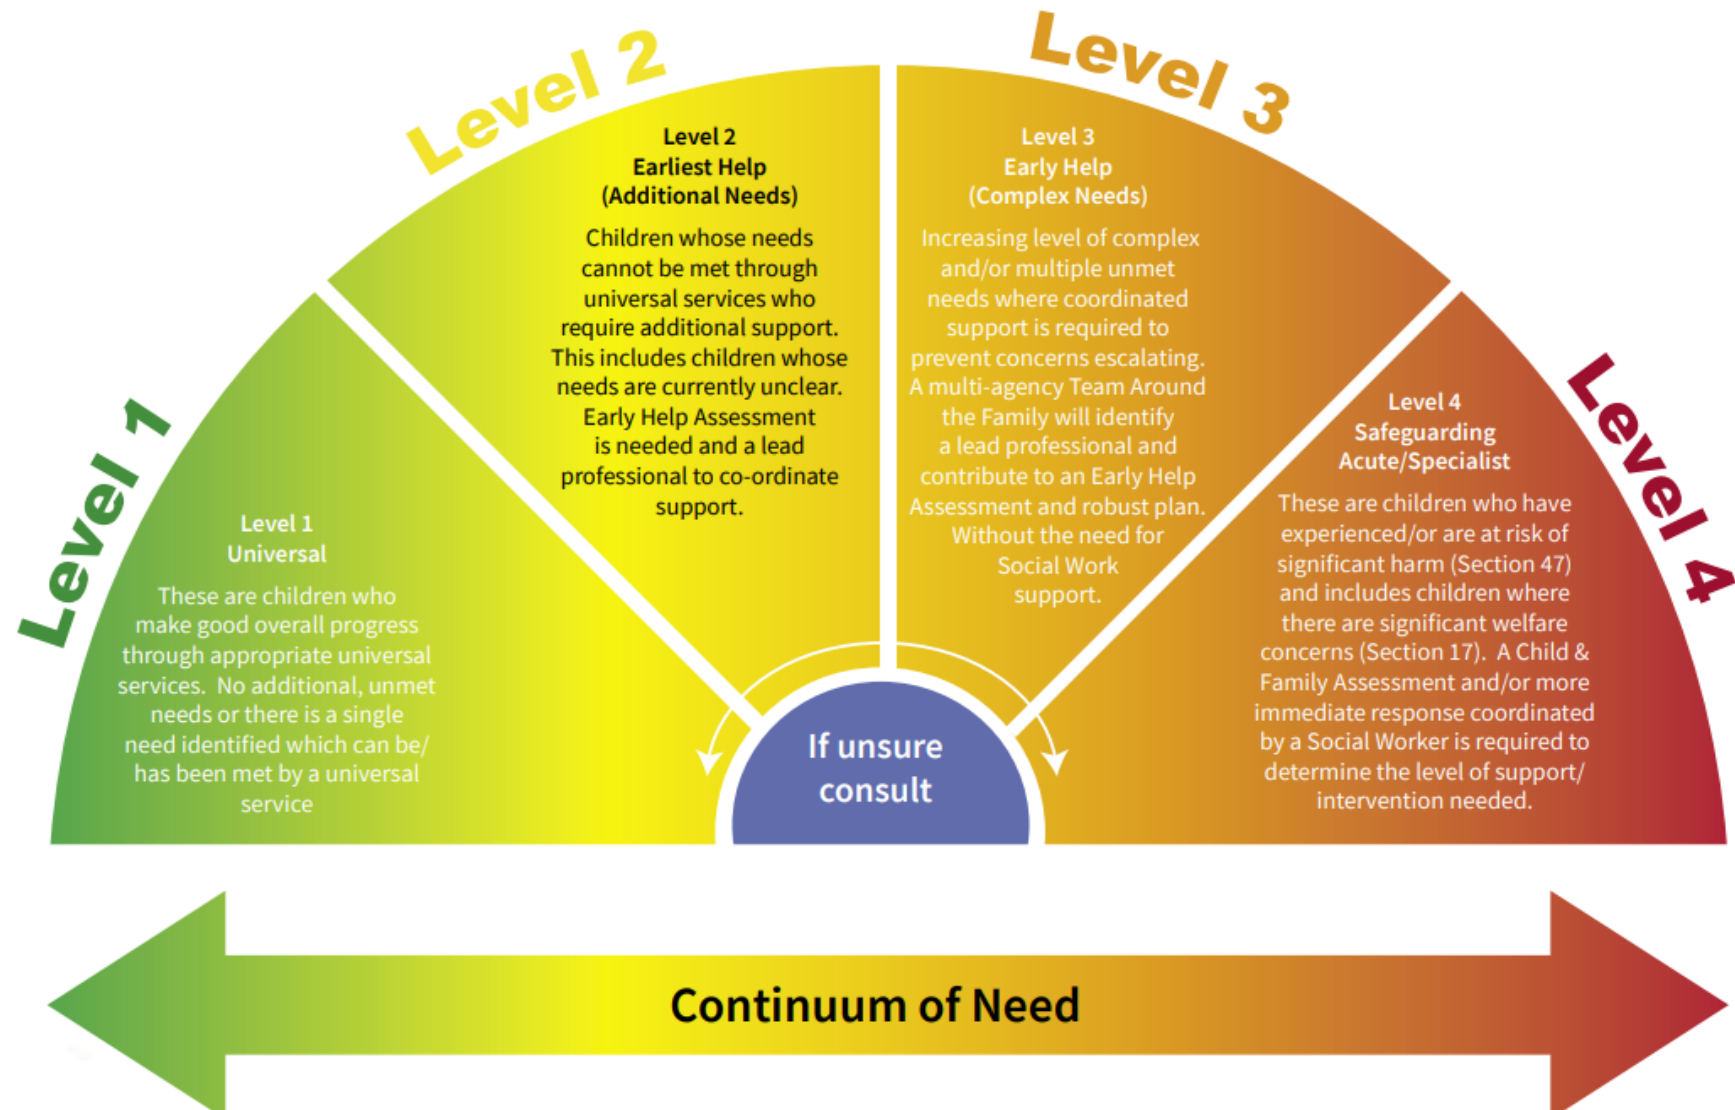 Level 1
Level 2
Level 3
Level 4
Level 1
Universal
These are children who
make good overall progress
through appropriate universal
services. No additional, unmet
needs or there is a single
need identified which can be/
has been met by a universal
service
Level 2
Earliest Help
(Additional Needs)
Children whose needs
cannot be met through
universal services who
require additional support.
This includes children whose
needs are currently unclear.
Early Help Assessment
is needed and a lead
professional to co-ordinate
support.
Level 3
Early Help
(Complex Needs)
Increasing level of complex
and/or multiple unmet
needs where coordinated
support is required to
prevent concerns escalating.
A multi-agency Team Around
the Family will identify
a lead professional and
contribute to an Early Help
Assessment and robust plan.
Without the need for
Social Work
support.
Level 4
Safeguarding
Acute/Specialist
These are children who have
experienced/or are at risk of
significant harm (Section 47)
and includes children where
there are significant welfare
concerns (Section 17). A Child &
Family Assessment and/or more
immediate response coordinated
by a Social Worker is required to
determine the level of support/
intervention needed.
If unsure
consult
Continuum of Need